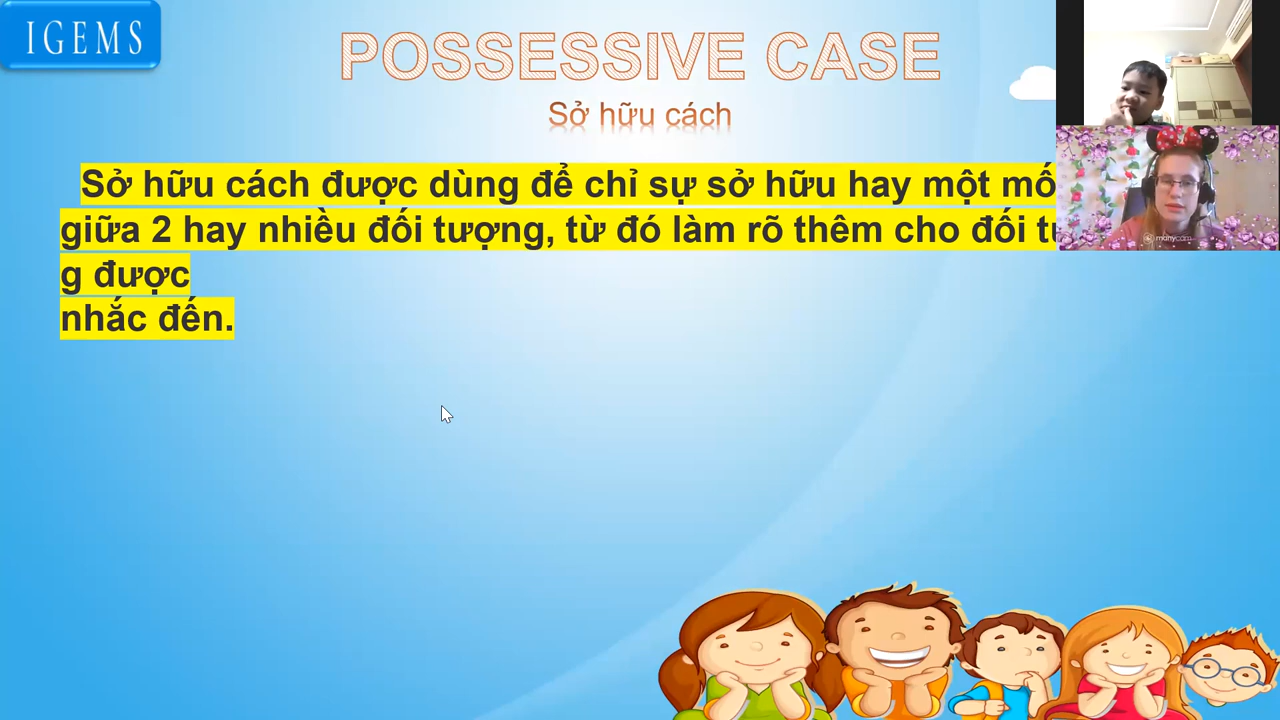 IGEMS
POSSESSIVE CASE
Sở hữu cách
Sở hữu cách được dùng để chỉ sự sở hữu hay một
giữa 2 hay nhiều đối tượng, từ đó làm rõ thêm cho đối
g được
nhắc đến.
manycam